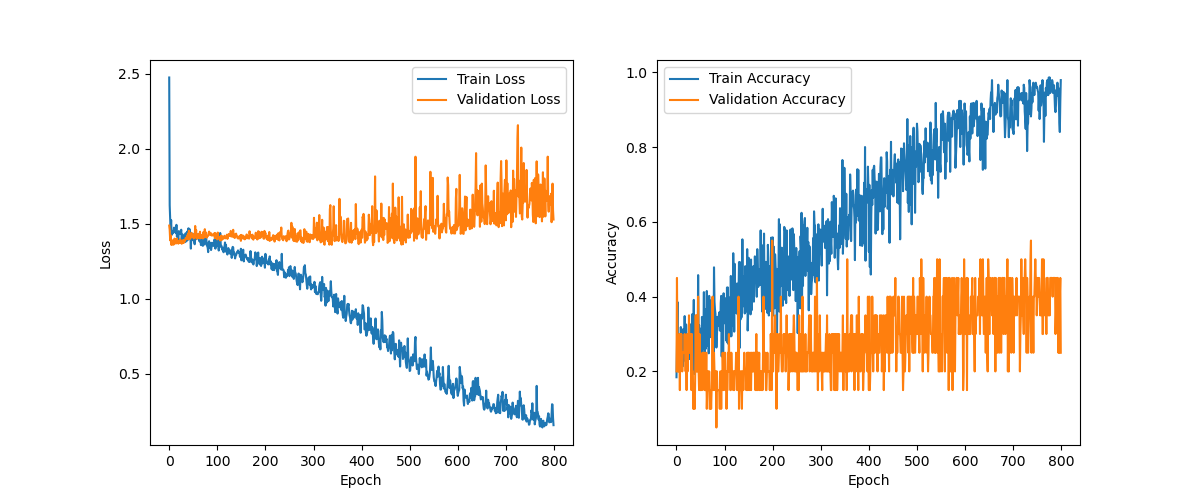 Train Loss
Validation Loss
2.5
2.0
1.5
1.0
0.5
Loss
0 100 200 300 400 500 600 700 800
Epoch
Train Accuracy
Validation Accuracy
1.0
0.8
0.6
0.4
0.2
Accuracy
0 100 200 300 400 500 600 700 800
Epoch